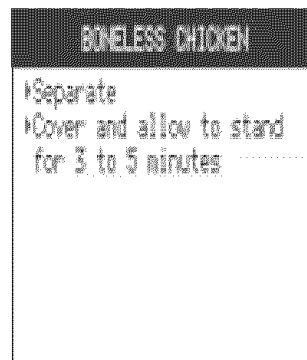 BONELESS CHICKEN
Separate
Cover and allow to stand
for 3 to 5 minutes